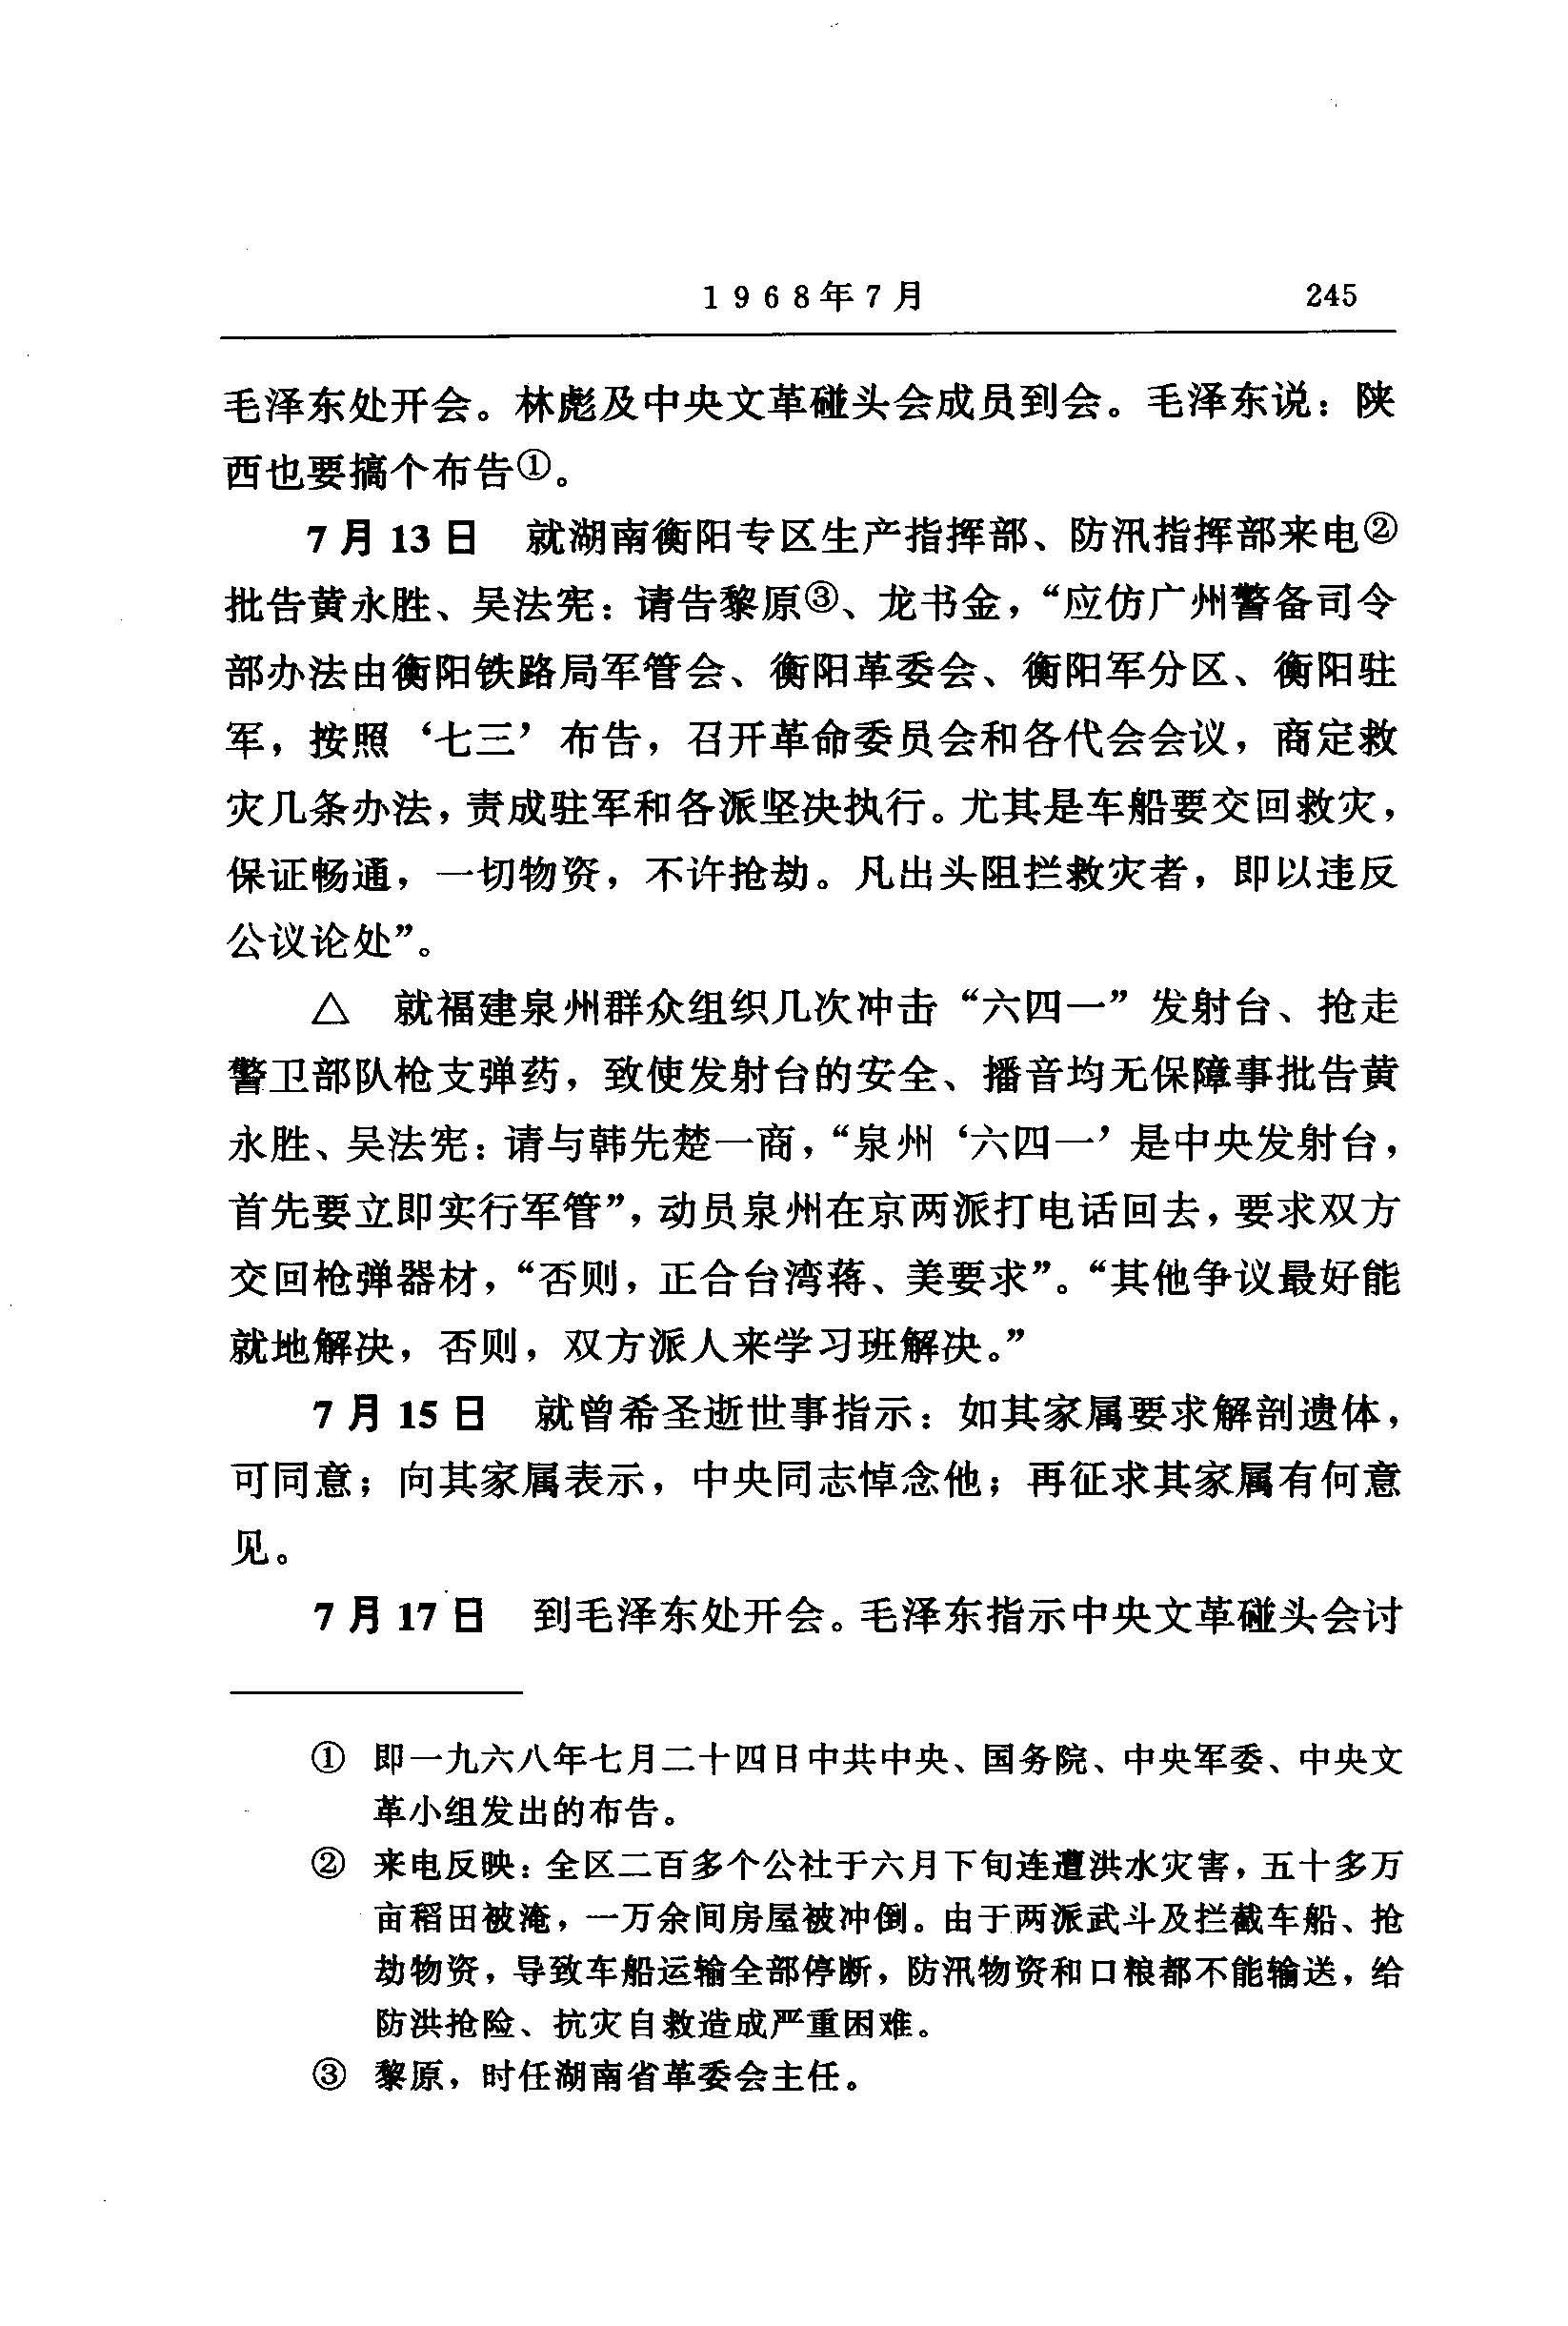 1968年7月 245
毛泽东处开会。林彪及中央文革碰头会成员到会。毛泽东说：陕
西也要搞个布告①。
7月13日 就湖南衡阳专区生产指挥部、防汛指挥部来电②
批告黄永胜、吴法宪：请告黎原③、龙书金，“应仿广州警备司令
部办法由衡阳铁路局军管会、衡阳革委会、衡阳军分区、衡阳驻
军，按照‘七三’布告，召开革命委员会和各代会会议，商定救
灾几条办法，责成驻军和各派坚决执行。尤其是车船要交回救灾，
保证畅通，一切物资，不许抢劫。凡出头阻拦救灾者，即以违反
公议论处”。
△ 就福建泉州群众组织几次冲击“六四一”发射台、抢走
警卫部队枪支弹药，致使发射台的安全、播音均无保障事批告黄
永胜、吴法宪：请与韩先楚一商，“泉州‘六四一’是中央发射台，
首先要立即实行军管”，动员泉州在京两派打电话回去，要求双方
交回枪弹器材，“否则，正合台湾蒋、美要求”。“其他争议最好能
就地解决，否则，双方派人来学习班解决。”
7月15日 就曾希圣逝世事指示：如其家属要求解剖遗体，
可同意；向其家属表示，中央同志悼念他；再征求其家属有何意
见。
7月17日 到毛泽东处开会。毛泽东指示中央文革碰头会讨
① 即一九六八年七月二十四日中共中央、国务院、中央军委、中央文
革小组发出的布告。
② 来电反映：全区二百多个公社于六月下旬连遭洪水灾害，五十多万
亩稻田被淹，一万余间房屋被冲倒。由于两派武斗及拦截车船、抢
劫物资，导致车船运输全部停断，防汛物资和口粮都不能输送，给
防洪抢险、抗灾自救造成严重困难。
③ 黎原，时任湖南省革委会主任。